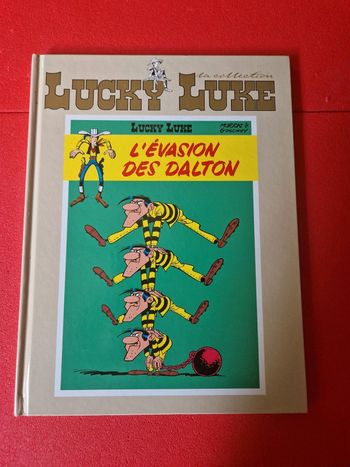 la collection
LUCKY LUKE
LUCKY LUKE
MORRIS &
GOSCINNY
L'ÉVASION
DES DALTON